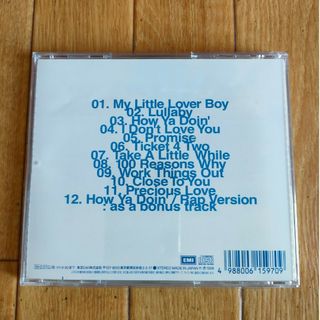 01. My Little Lover Boy
02. Lullaby
03. How Ya Doin'
04. I Don't Love You
05. Promise
06. Ticket 4 Two
07. Take A Little While
08. 100 Reasons Why
09. Work Things Out
10. Close To You
11. Precious Love
12. How Ya Doin' / Rap Version
: as a bonus track
EMI
4 988006 159709